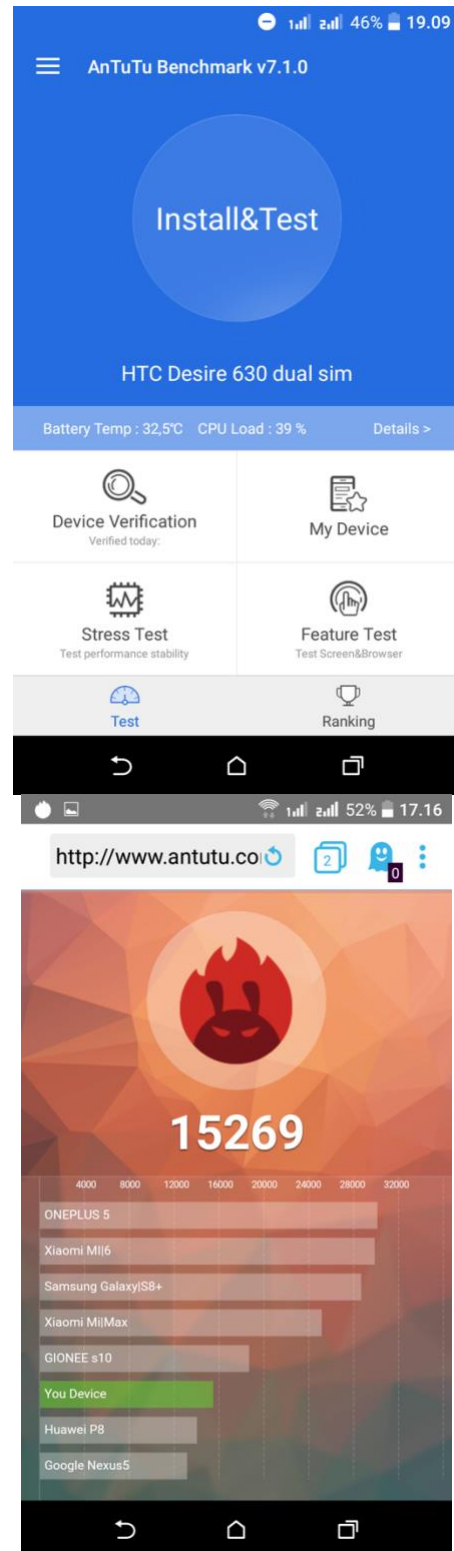 1 2 46% 19.09
AnTuTu Benchmark v7.1.0
Install&Test
HTC Desire 630 dual sim
Battery Temp : 32,5℃ CPU Load : 39 % Details >
Device Verification
Verified today:
My Device
Stress Test
Test performance stability
Feature Test
Test Screen&Browser
Test
Ranking
1 2 52% 17.16
http://www.antutu.co
2
0
15269
4000 8000 12000 16000 20000 24000 28000 32000
ONEPLUS 5
Xiaomi MI|6
Samsung Galaxy|S8+
Xiaomi Mi|Max
GIONEE s10
You Device
Huawei P8
Google Nexus5